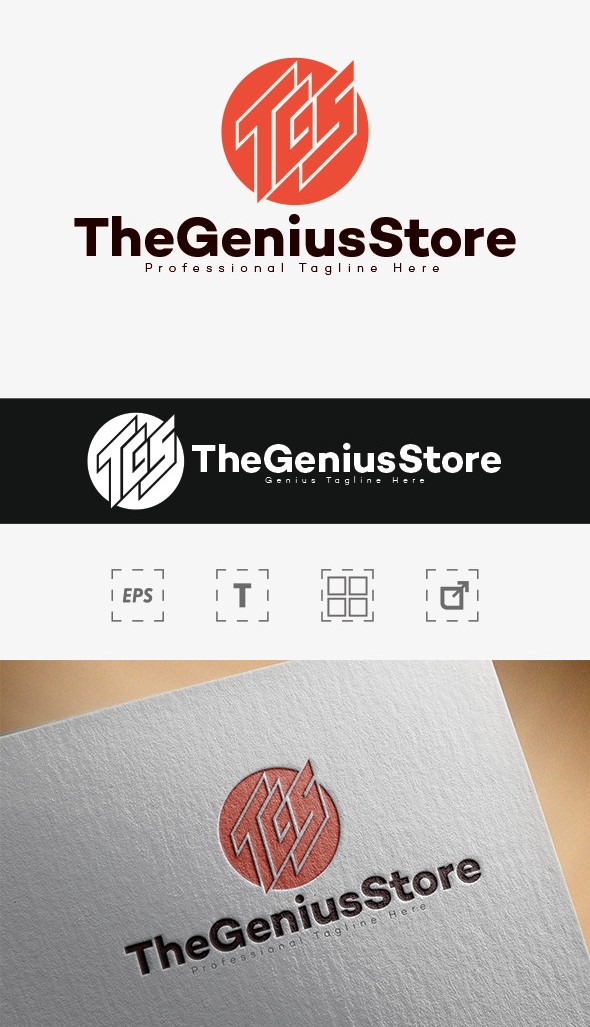 TGS
TheGeniusStore
Professional Tagline Here
TGS
TheGeniusStore
Genius Tagline Here
EPS
T
TGS
TheGeniusStore
Professional Tagline Here